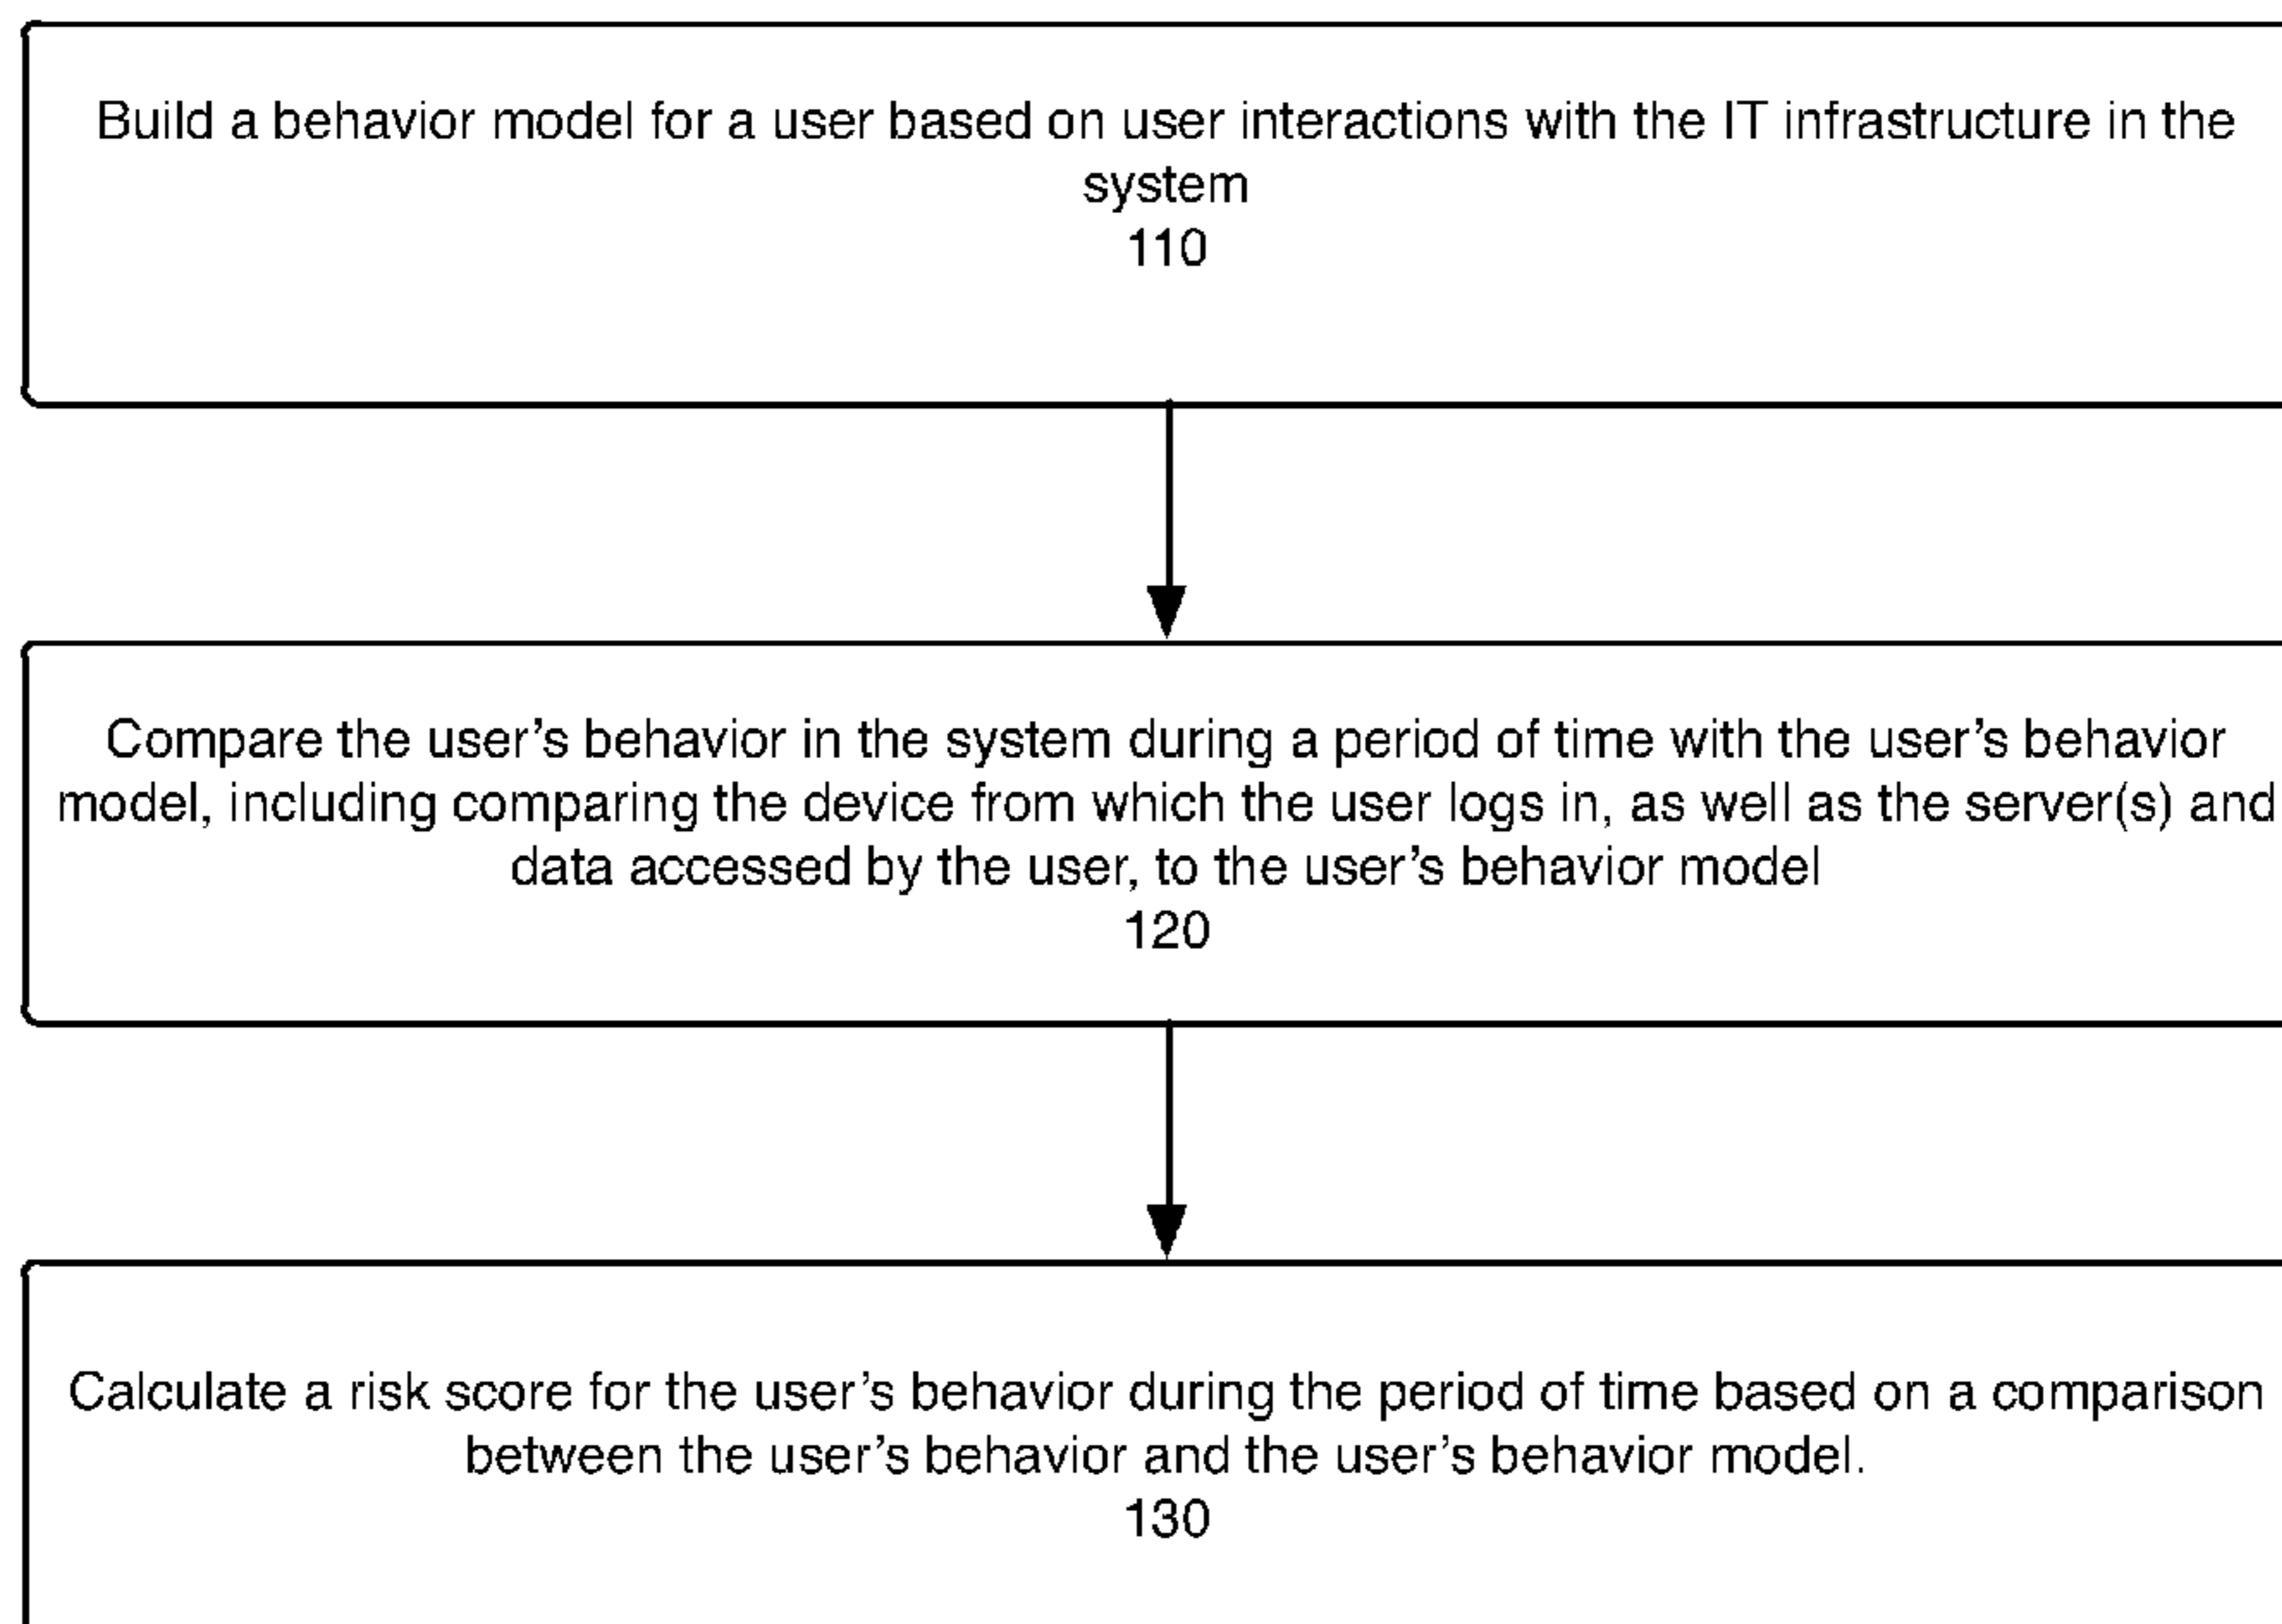 Build a behavior model for a user based on user interactions with the IT infrastructure in the
system
110
Compare the user’s behavior in the system during a period of time with the user’s behavior
model, including comparing the device from which the user logs in, as well as the server(s) and
data accessed by the user, to the user’s behavior model
120
Calculate a risk score for the user’s behavior during the period of time based on a comparison
between the user’s behavior and the user’s behavior model.
130